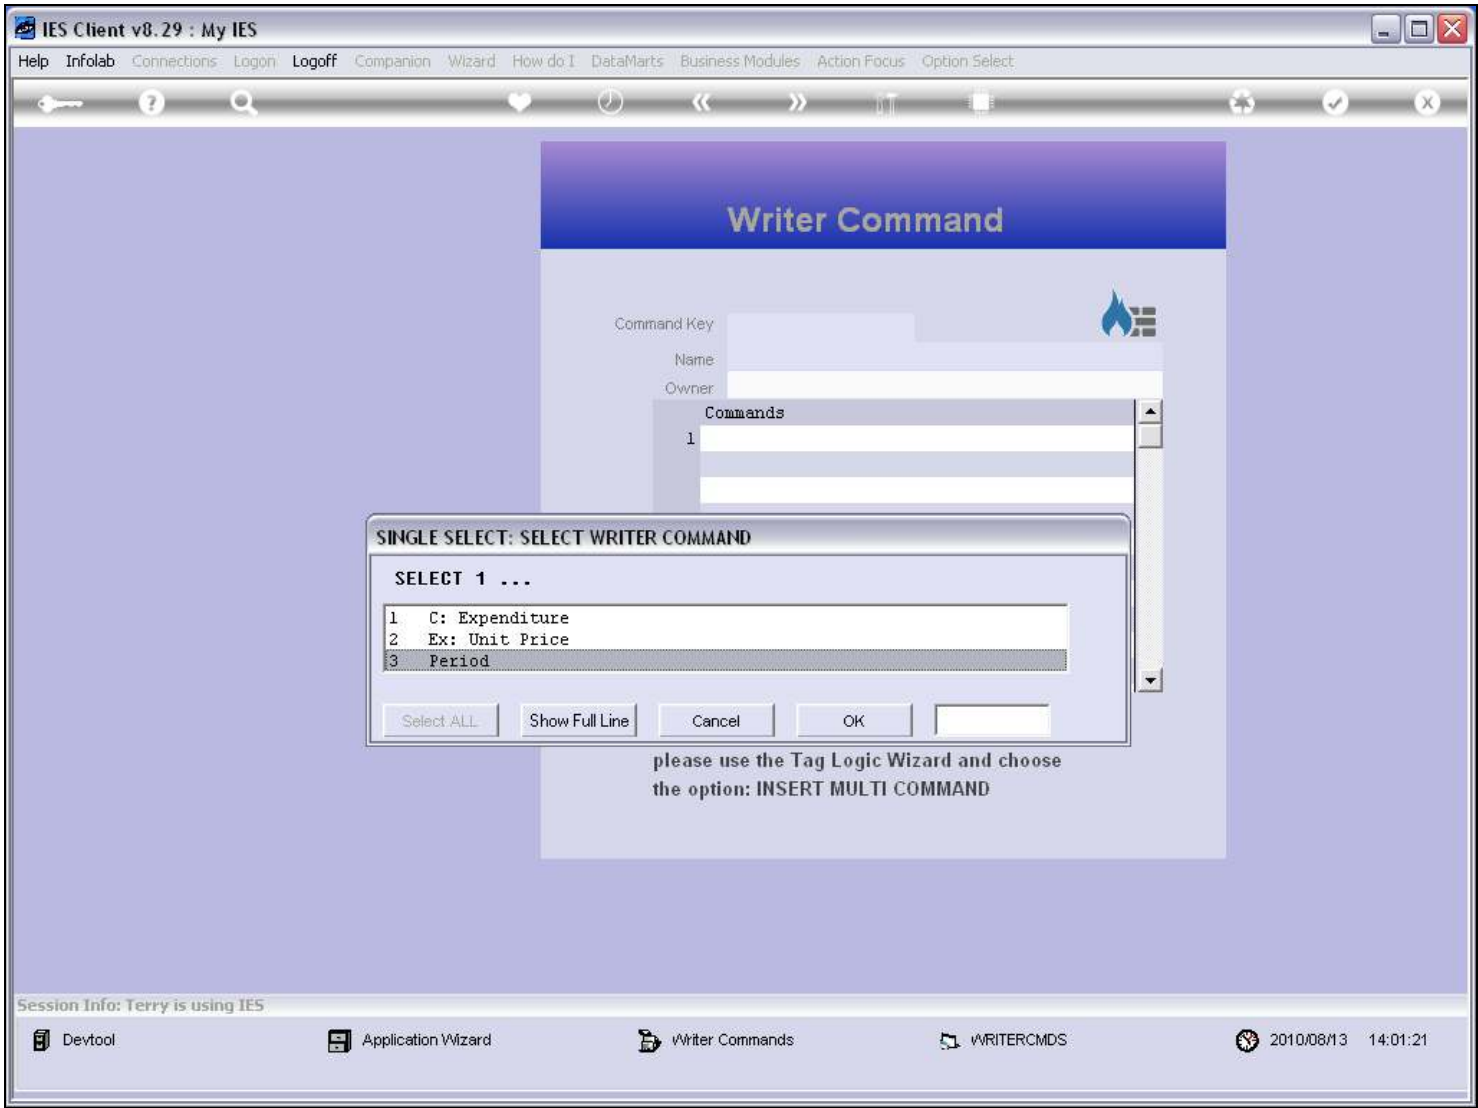 IES Client v8.29 : My IES
Help Infolab Connections Logon Logoff Companion Wizard How do I DataMarts Business Modules Action Focus Option Select
Writer Command
Command Key
Name
Owner
Commands
1
SINGLE SELECT: SELECT WRITER COMMAND
SELECT 1 ...
1 C: Expenditure
2 Ex: Unit Price
3 Period
Select ALL Show Full Line Cancel OK
please use the Tag Logic Wizard and choose
the option: INSERT MULTI COMMAND
Session Info: Terry is using IES
Devtool Application Wizard Writer Commands WRITERCMDS 2010/08/13 14:01:21